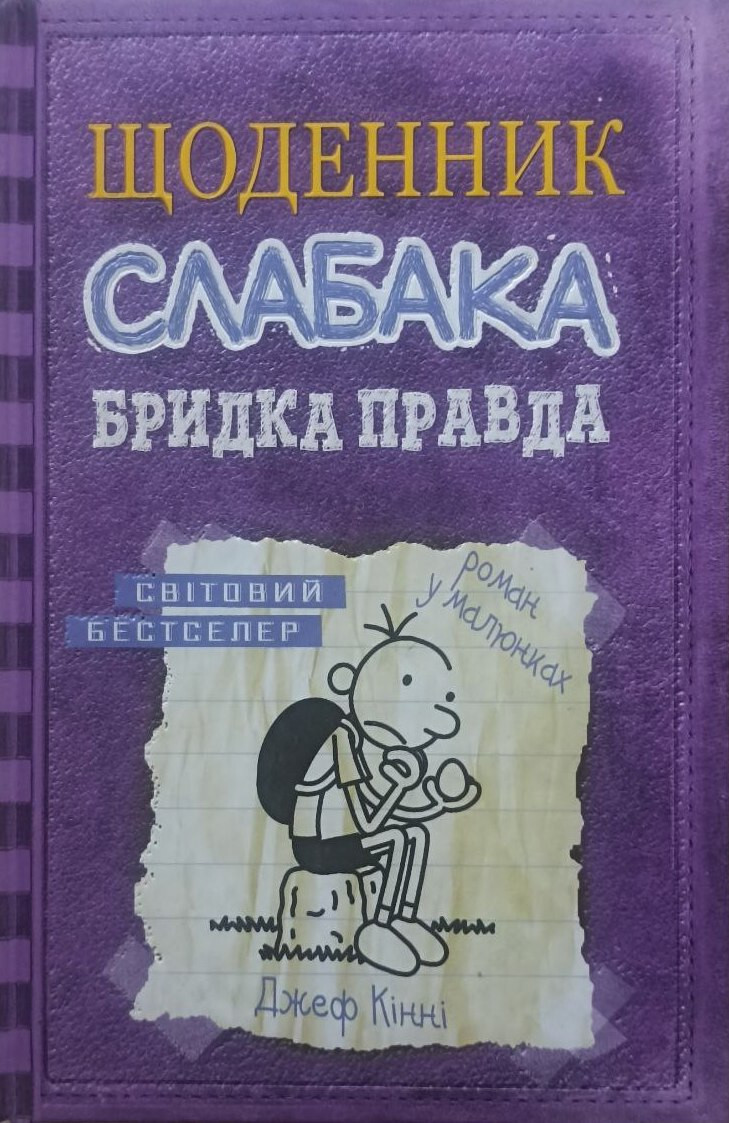 ЩОДЕННИК
СЛАБАКА
БРИДКА ПРАВДА
СВІТОВИЙ
БЕСТСЕЛЕР
роман
у малюнках
Джеф Кінні